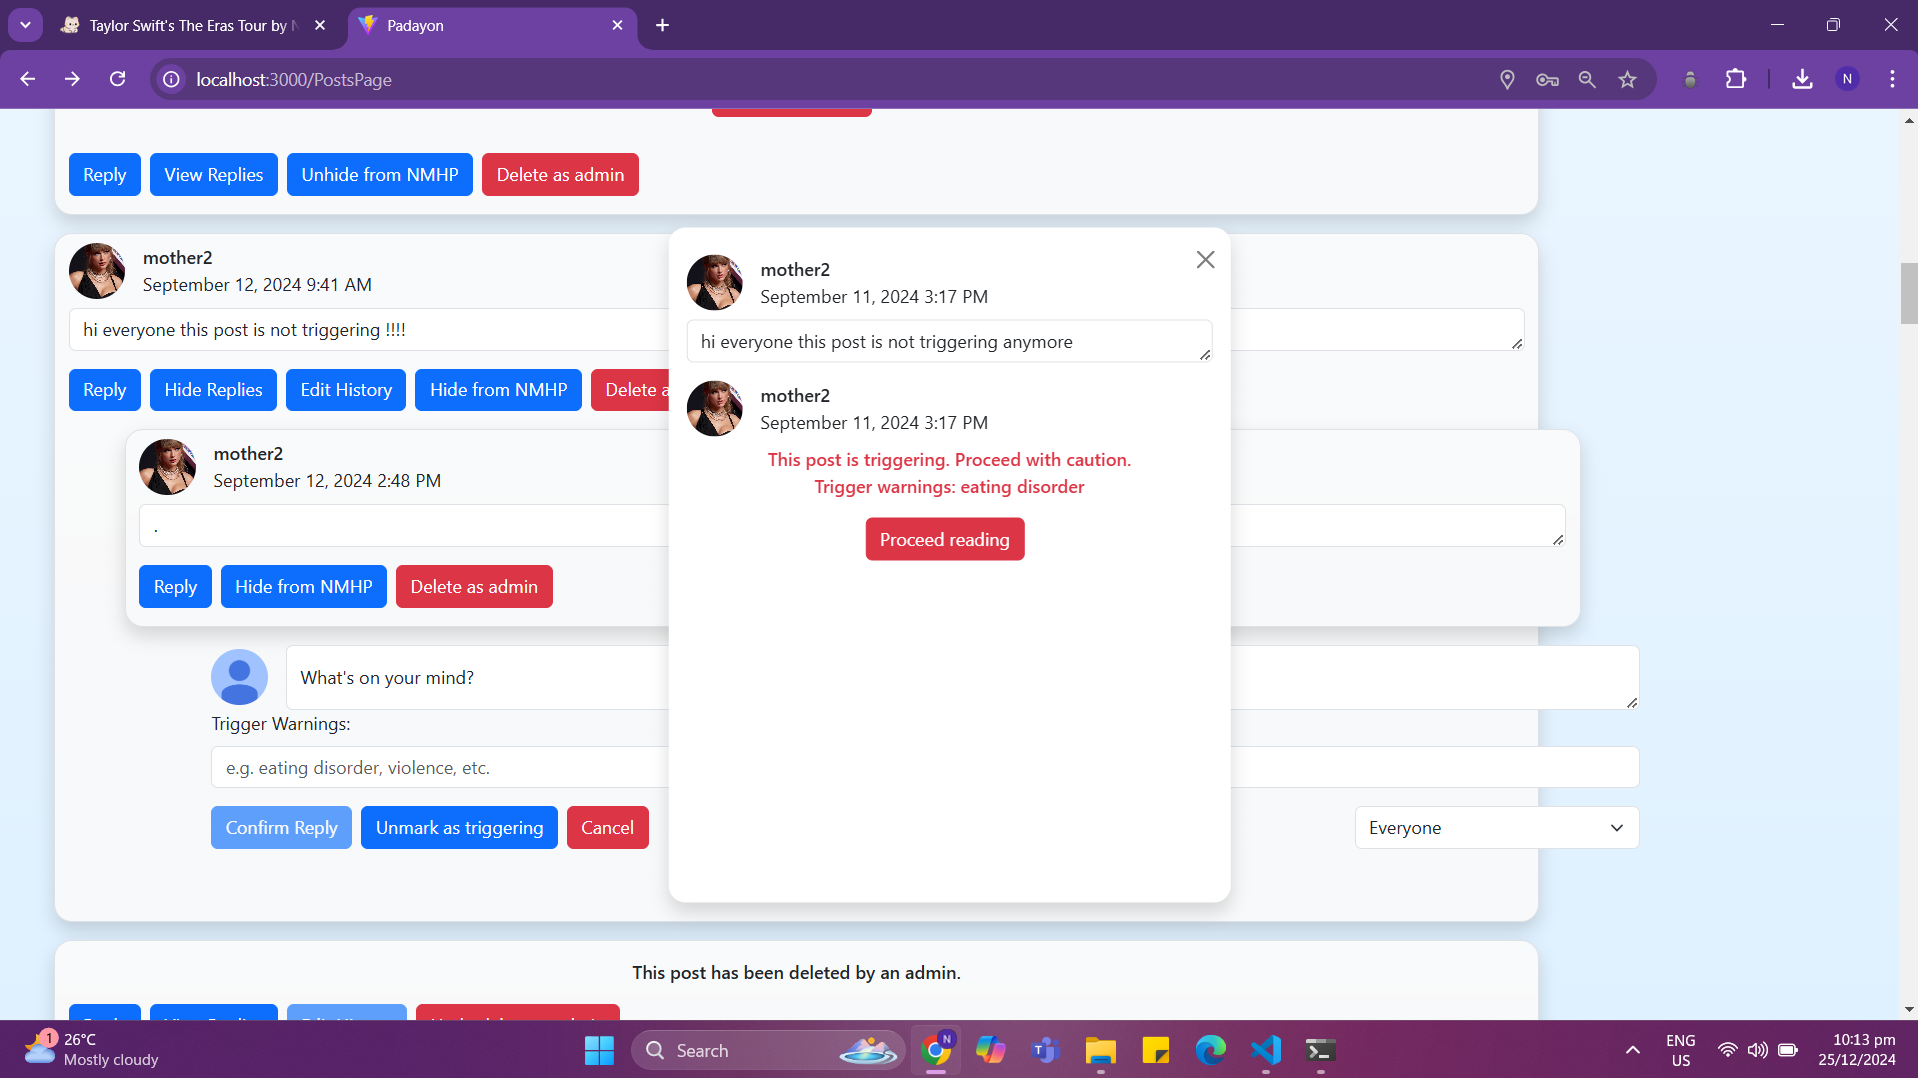 Taylor Swift's The Eras Tour by
Padayon
localhost:3000/PostsPage
N
Reply
View Replies
Unhide from NMHP
Delete as admin
mother2
September 12, 2024 9:41 AM
hi everyone this post is not triggering !!!!
Reply
Hide Replies
Edit History
Hide from NMHP
Delete a
mother2
September 12, 2024 2:48 PM
.
Reply
Hide from NMHP
Delete as admin
What's on your mind?
Trigger Warnings:
e.g. eating disorder, violence, etc.
Confirm Reply
Unmark as triggering
Cancel
Everyone
mother2
September 11, 2024 3:17 PM
hi everyone this post is not triggering anymore
mother2
September 11, 2024 3:17 PM
This post is triggering. Proceed with caution.
Trigger warnings: eating disorder
Proceed reading
This post has been deleted by an admin.
1
26°C
Mostly cloudy
Search
N
ENG
US
10:13 pm
25/12/2024